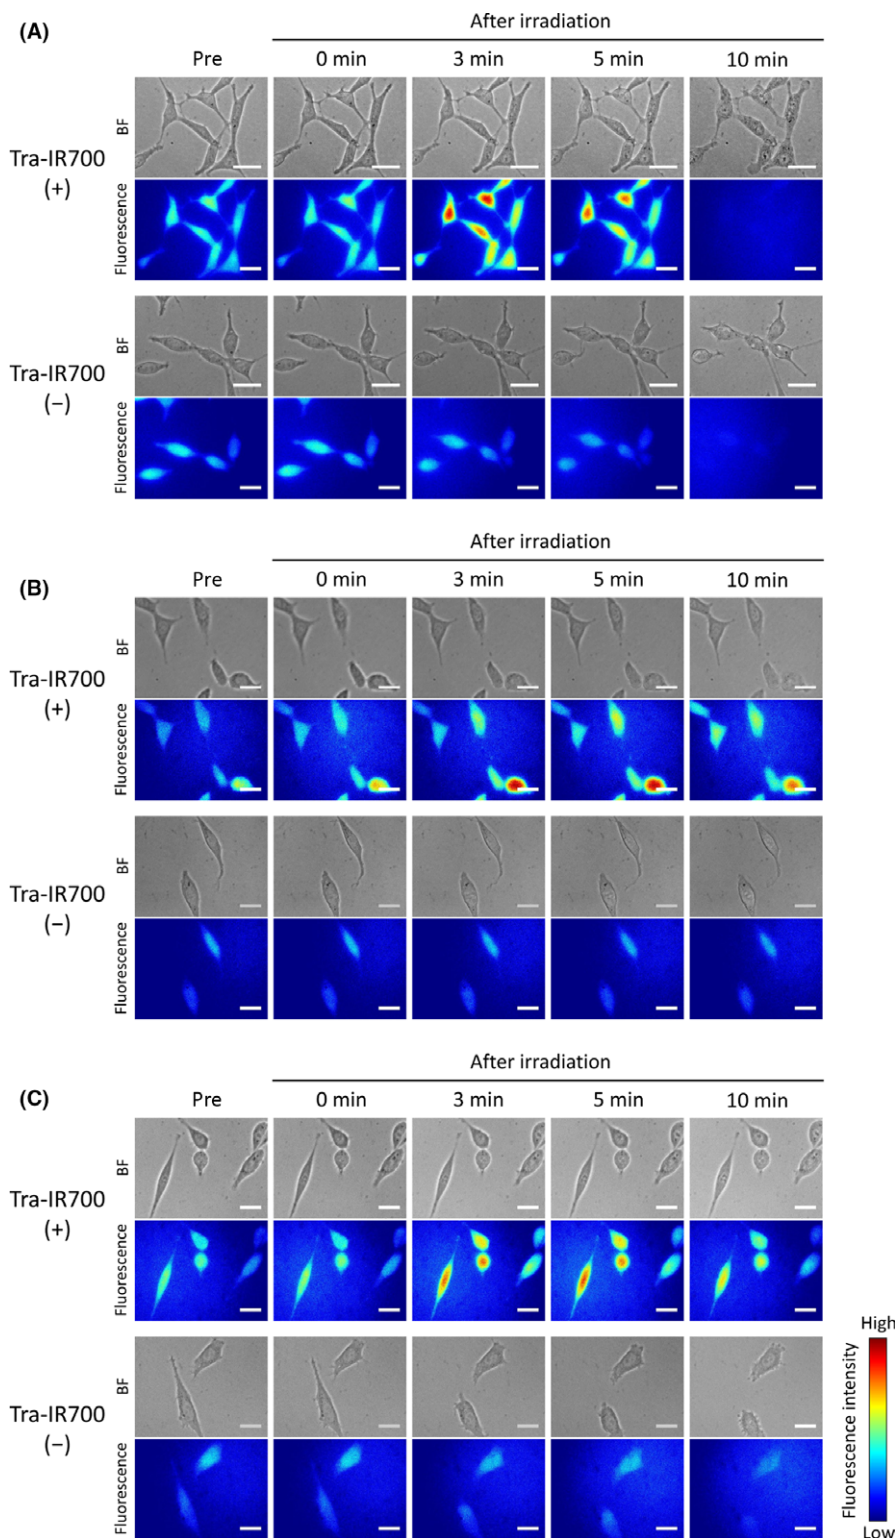 After irradiation
(A)
Pre 0 min 3 min 5 min 10 min
BF
Tra-IR700
(+)
Fluorescence
BF
Tra-IR700
(−)
Fluorescence
After irradiation
(B)
Pre 0 min 3 min 5 min 10 min
BF
Tra-IR700
(+)
Fluorescence
BF
Tra-IR700
(−)
Fluorescence
After irradiation
(C)
Pre 0 min 3 min 5 min 10 min
BF
Tra-IR700
(+)
Fluorescence
BF
Tra-IR700
(−)
Fluorescence
High
Fluorescence intensity
Low